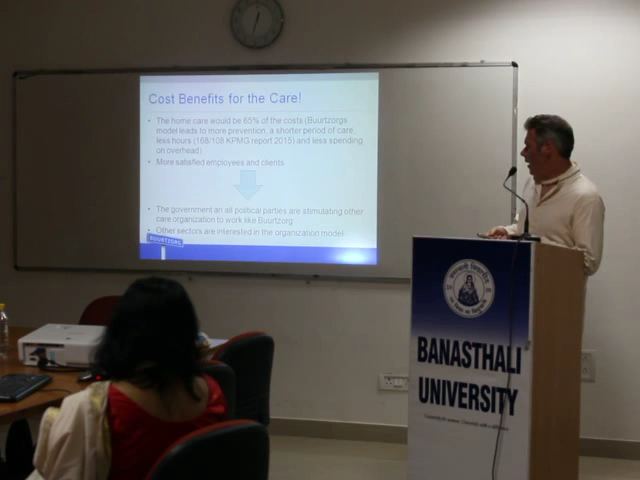 Cost Benefits for the Care!
• The home care would be 65% of the costs (Buurtzorgs
model leads to more prevention, a shorter period of care,
less hours (168/108 KPMG report 2015) and less spending
on overhead)
• More satisfied employees and clients
• The government an all political parties are stimulating other
care organization to work like Buurtzorg
• Other sectors are interested in the organization model
BUURTZORG
BANASTHALI
UNIVERSITY